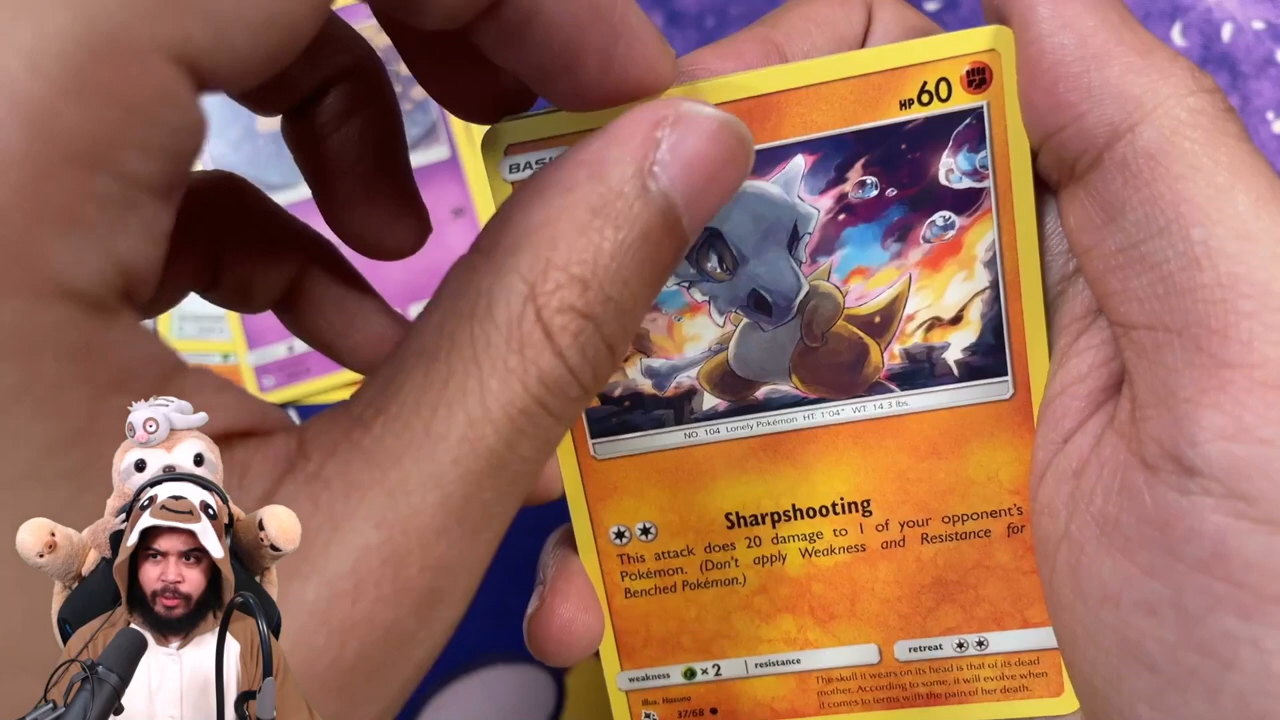 BASI
HP 60
NO. 104 Lonely Pokémon HT: 1'04" WT: 14.3 lbs.
Sharpshooting
This attack does 20 damage to 1 of your opponent's
Pokémon. (Don't apply Weakness and Resistance for
Benched Pokémon.)
weakness ×2 resistance
retreat
The skull it wears on its head is that of its dead
mother. According to some, it will evolve when
it comes to terms with the pain of her death.
Illus. Hasuno
37/68